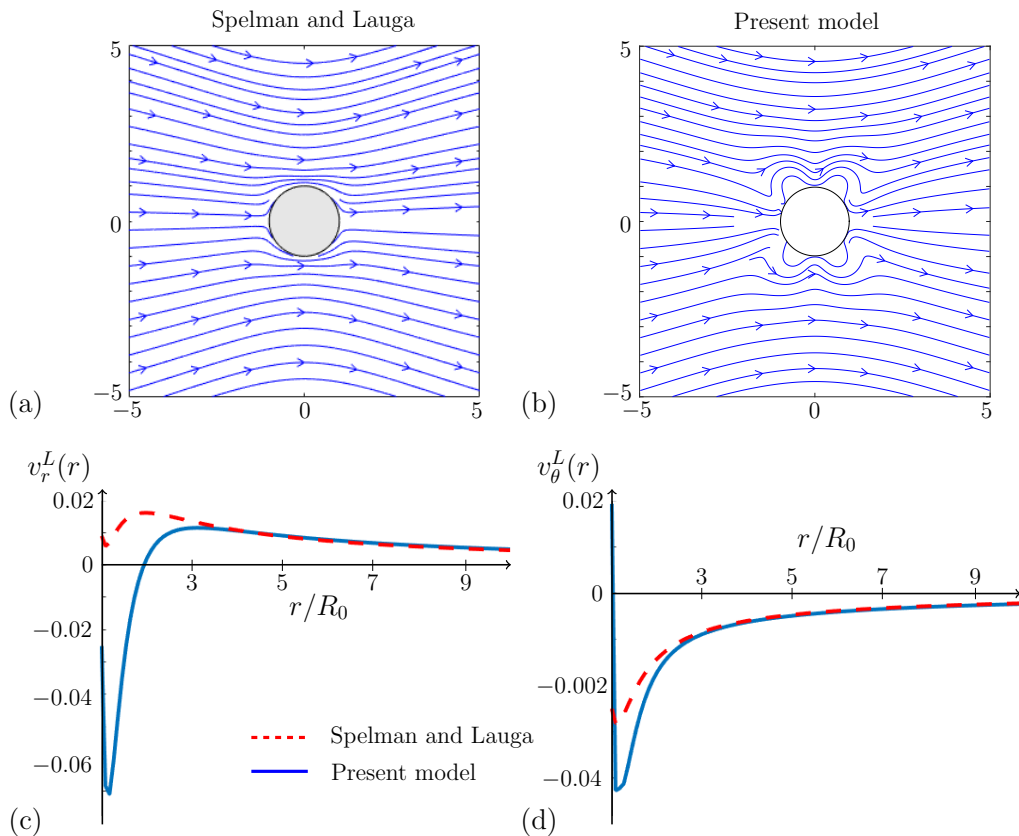 Spelman and Lauga
Present model
5
0
−5
−5
0
5
(a)
5
0
−5
−5
0
5
(b)
v_r^L(r)
0.02
0
−0.02
−0.04
−0.06
3
5
7
9
r/R_0
Spelman and Lauga
Present model
(c)
v_θ^L(r)
0.02
0
−0.002
−0.04
r/R_0
3
5
7
9
(d)